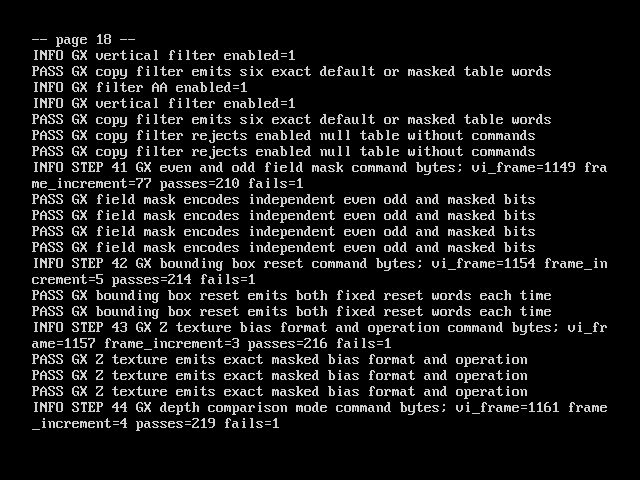 -- page 18 --
INFO GX vertical filter enabled=1
PASS GX copy filter emits six exact default or masked table words
INFO GX filter AA enabled=1
INFO GX vertical filter enabled=1
PASS GX copy filter emits six exact default or masked table words
PASS GX copy filter rejects enabled null table without commands
PASS GX copy filter rejects enabled null table without commands
INFO STEP 41 GX even and odd field mask command bytes; vi_frame=1149 fra
me_increment=77 passes=210 fails=1
PASS GX field mask encodes independent even odd and masked bits
PASS GX field mask encodes independent even odd and masked bits
PASS GX field mask encodes independent even odd and masked bits
PASS GX field mask encodes independent even odd and masked bits
INFO STEP 42 GX bounding box reset command bytes; vi_frame=1154 frame_in
crement=5 passes=214 fails=1
PASS GX bounding box reset emits both fixed reset words each time
PASS GX bounding box reset emits both fixed reset words each time
INFO STEP 43 GX Z texture bias format and operation command bytes; vi_fr
ame=1157 frame_increment=3 passes=216 fails=1
PASS GX Z texture emits exact masked bias format and operation
PASS GX Z texture emits exact masked bias format and operation
PASS GX Z texture emits exact masked bias format and operation
INFO STEP 44 GX depth comparison mode command bytes; vi_frame=1161 frame
_increment=4 passes=219 fails=1